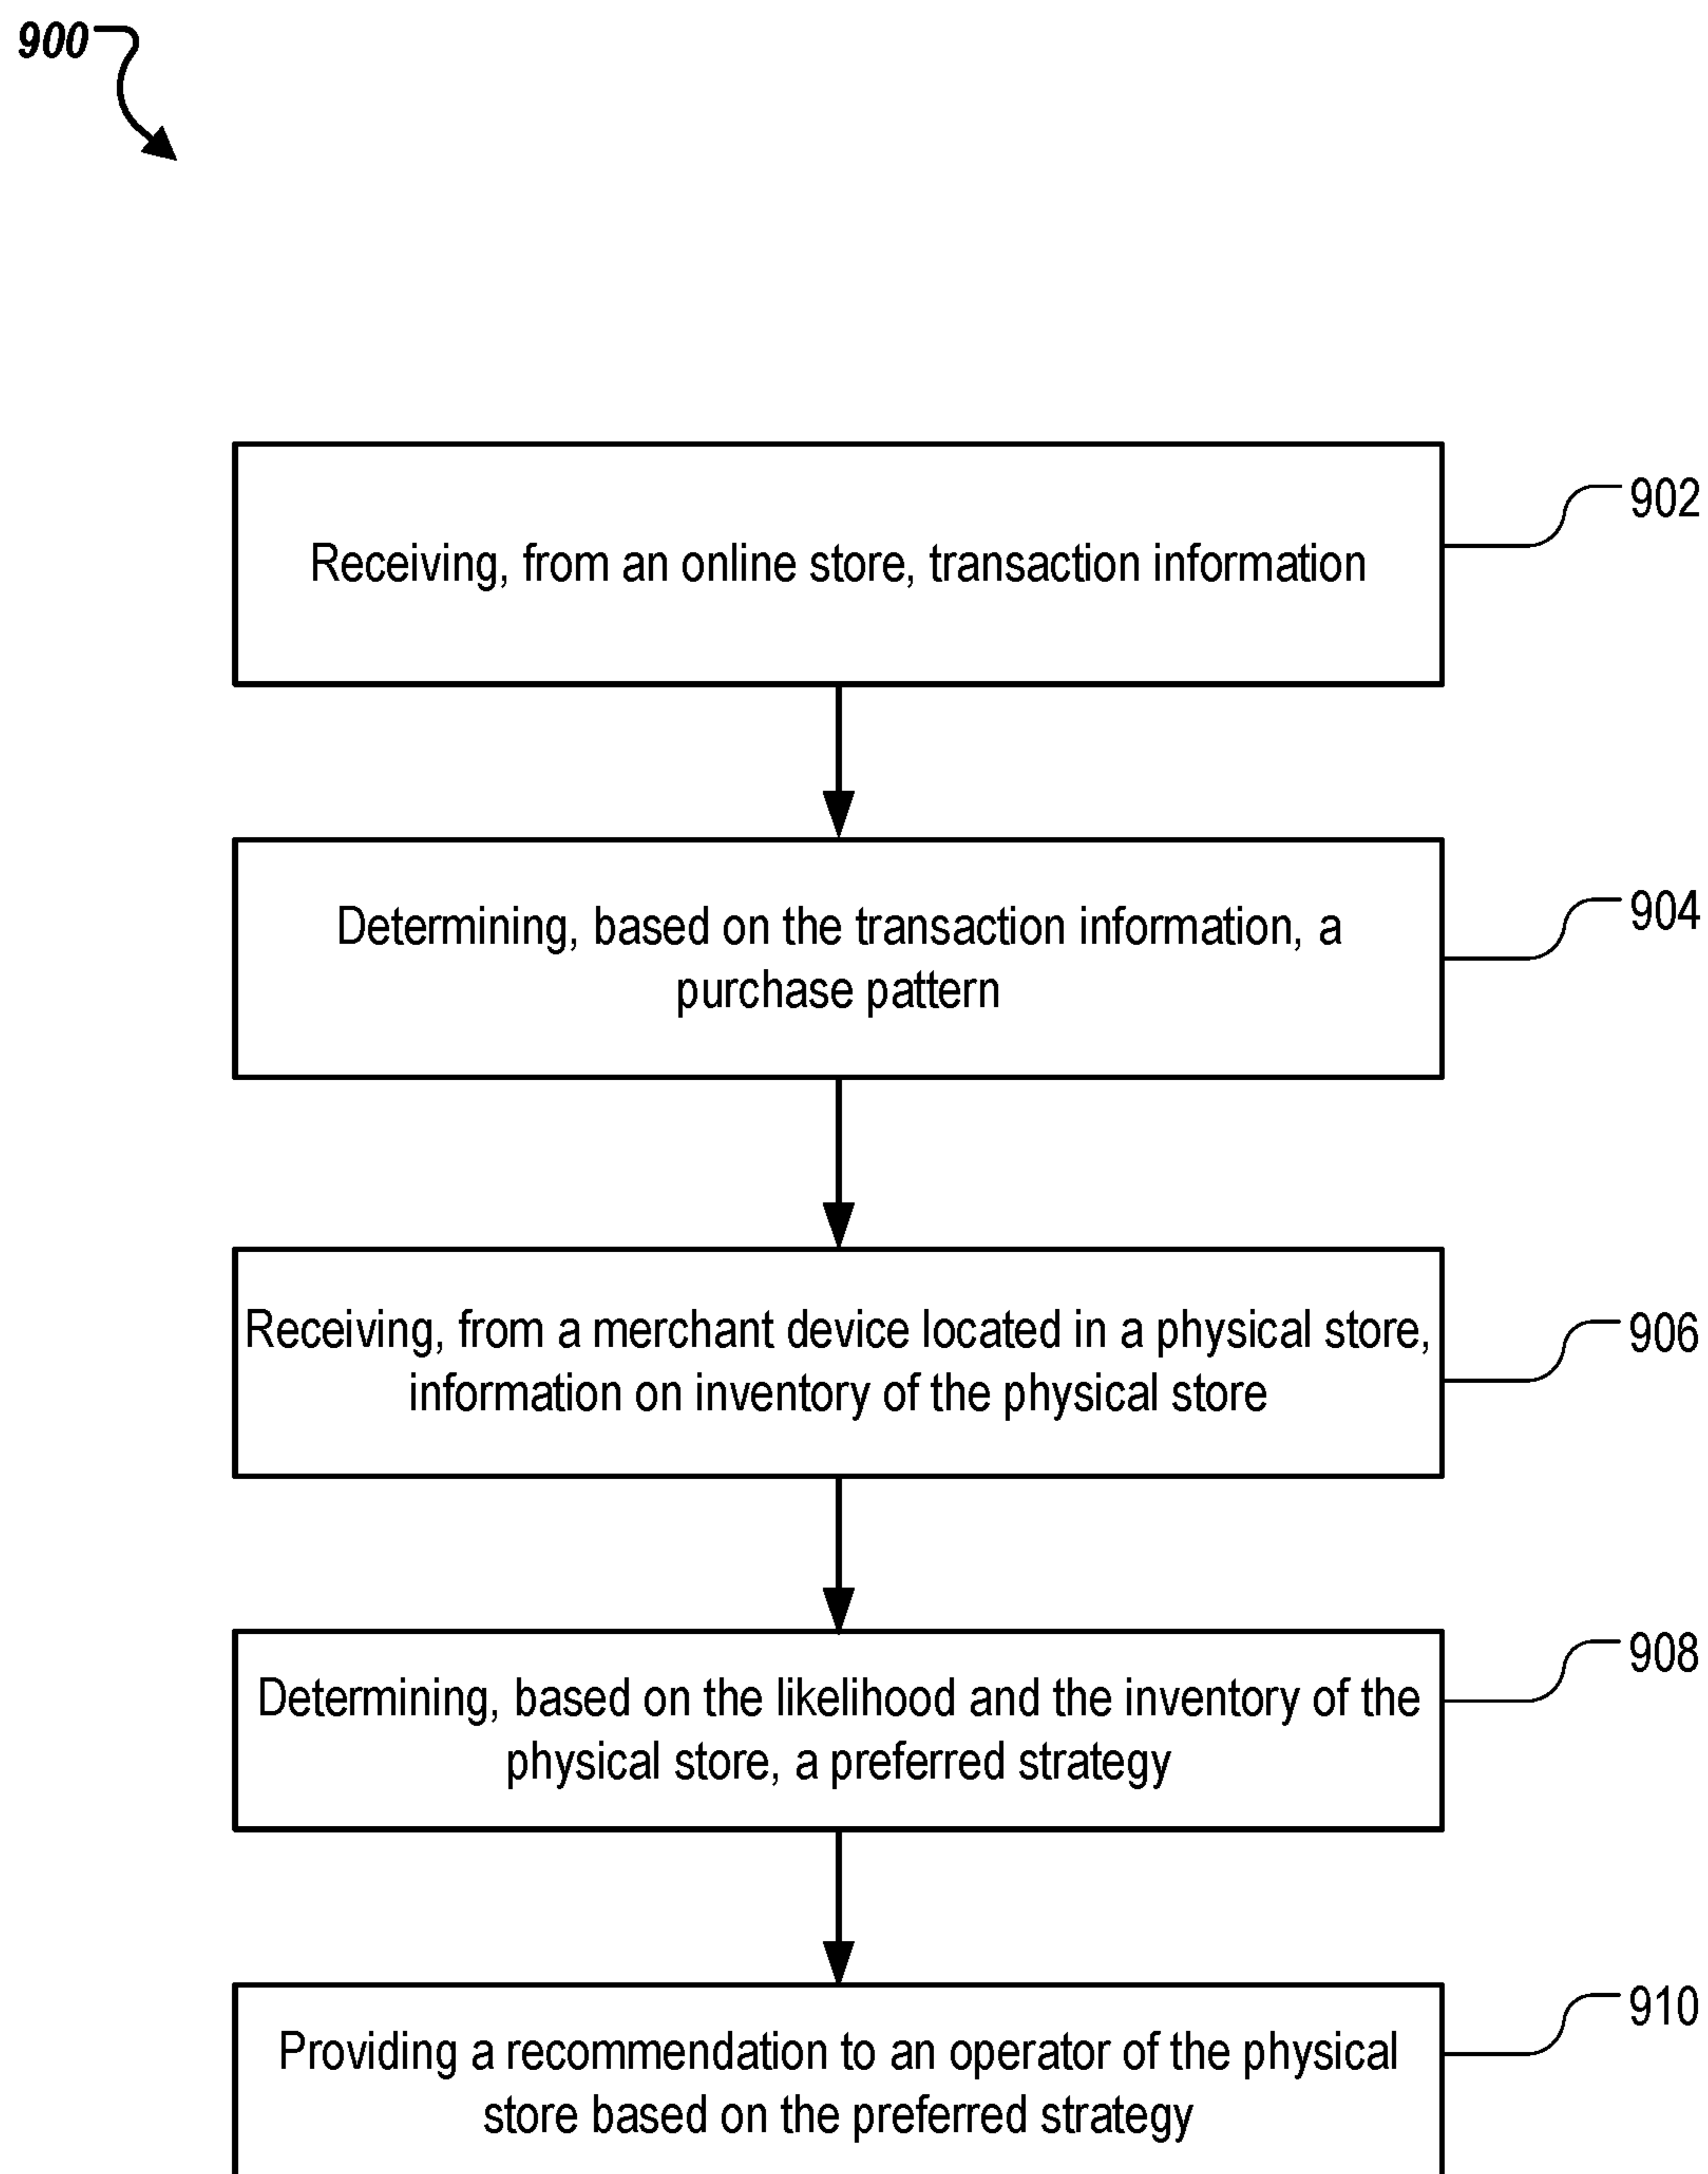 900
Receiving, from an online store, transaction information
902
Determining, based on the transaction information, a
purchase pattern
904
Receiving, from a merchant device located in a physical store,
information on inventory of the physical store
906
Determining, based on the likelihood and the inventory of the
physical store, a preferred strategy
908
Providing a recommendation to an operator of the physical
store based on the preferred strategy
910